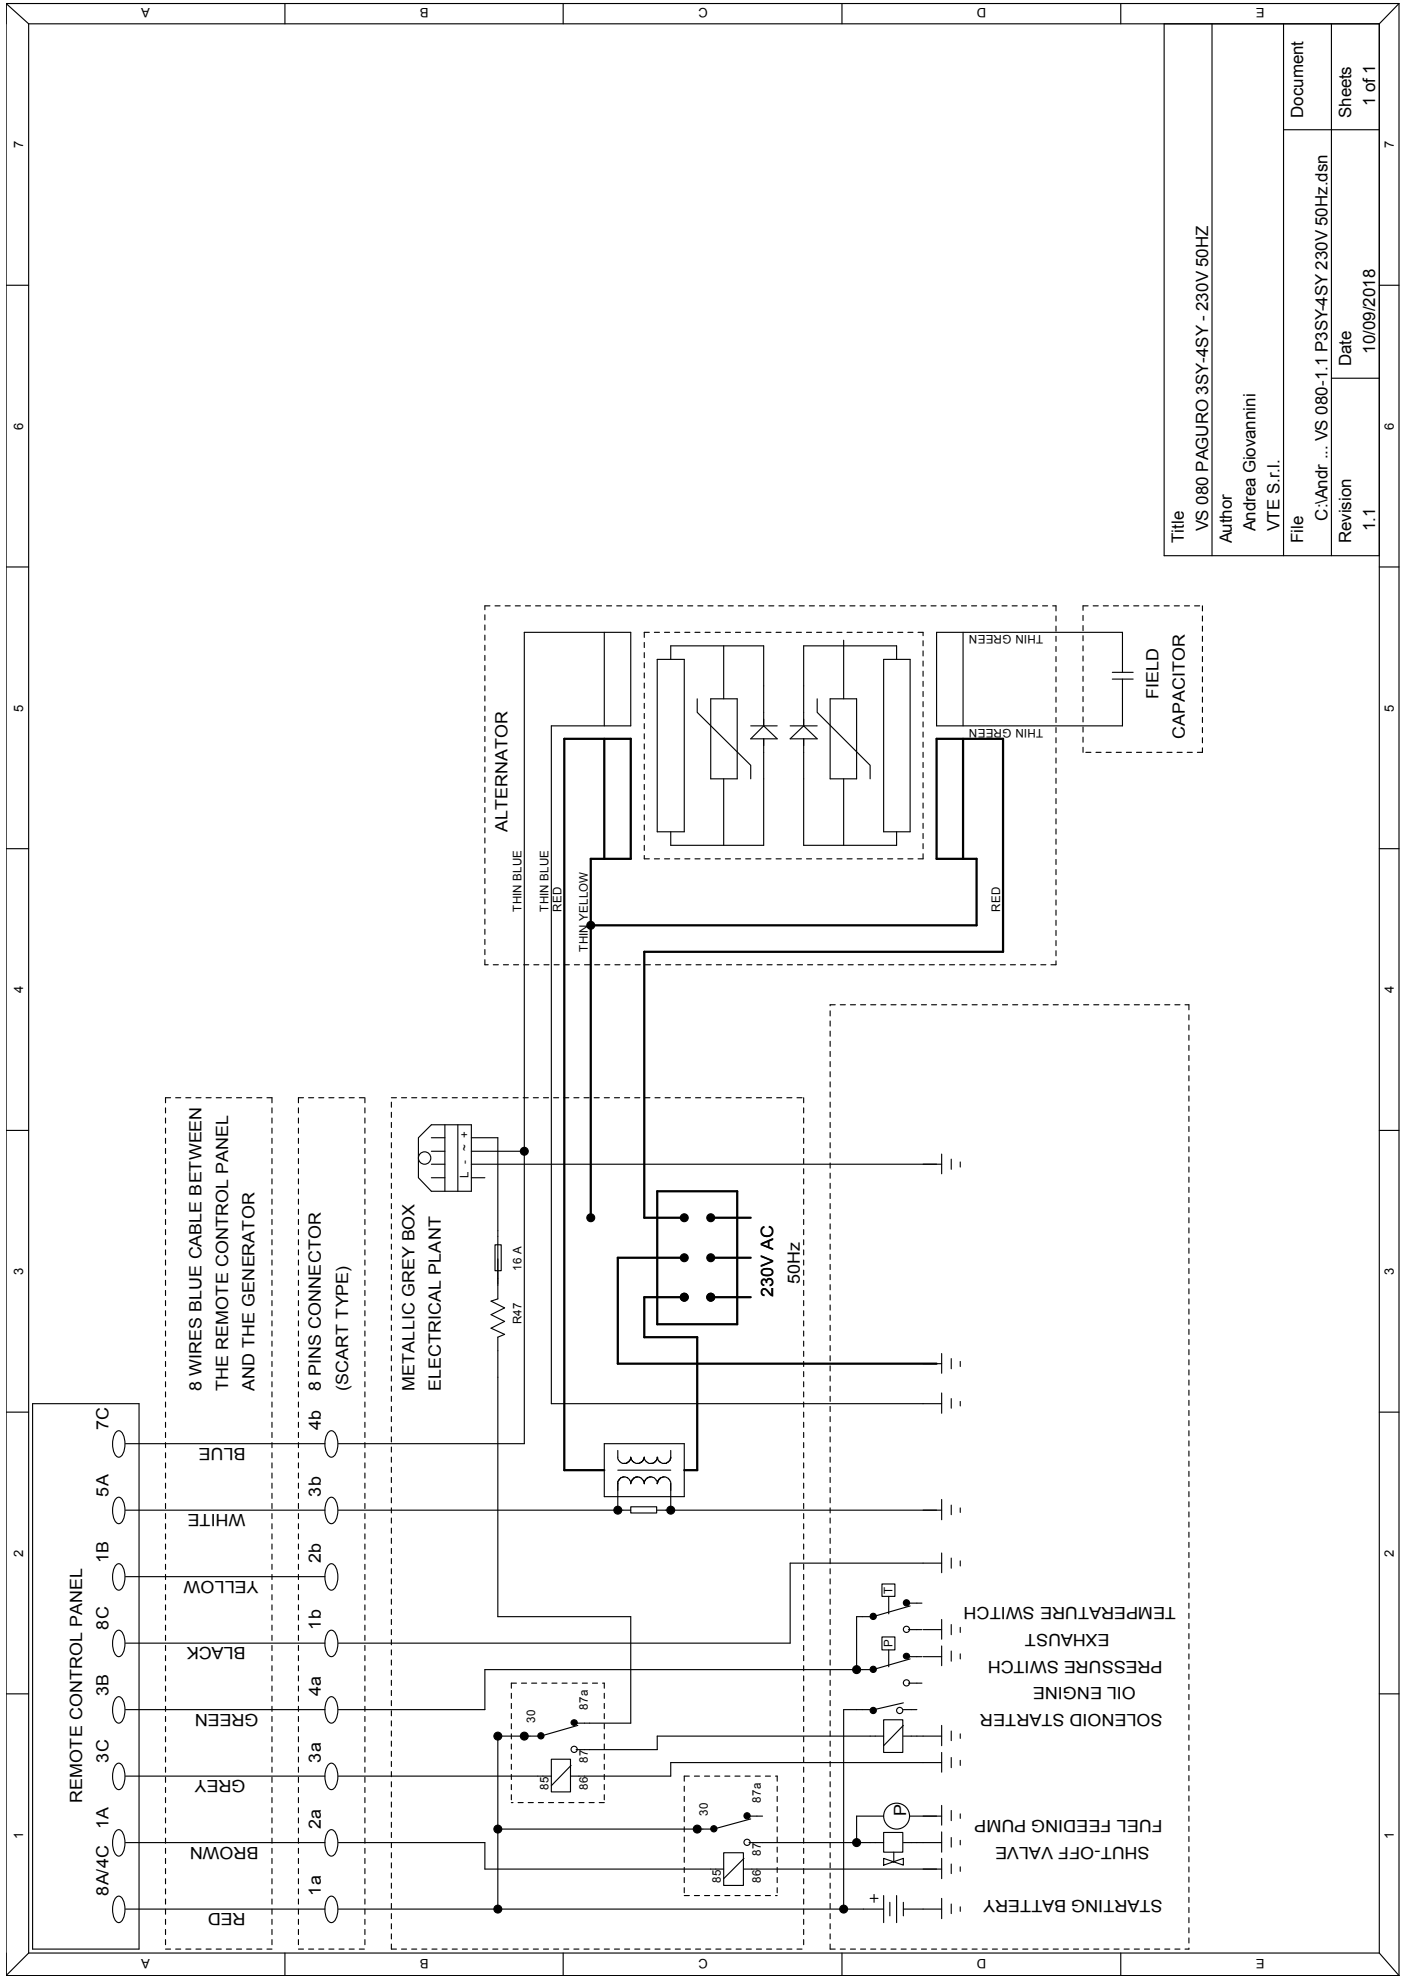 A
B
C
D
E
1
2
3
4
5
6
7
REMOTE CONTROL PANEL
8A/4C
1A
3C
3B
8C
1B
5A
7C
RED
BROWN
GREY
GREEN
BLACK
YELLOW
WHITE
BLUE
8 WIRES BLUE CABLE BETWEEN
THE REMOTE CONTROL PANEL
AND THE GENERATOR
1a
2a
3a
4a
1b
2b
3b
4b
8 PINS CONNECTOR
(SCART TYPE)
METALLIC GREY BOX
ELECTRICAL PLANT
L - ~ +
R47
16 A
30
87a
85
87
86
30
87a
85
87
86
230V AC
50Hz
ALTERNATOR
THIN BLUE
THIN BLUE
RED
THIN YELLOW
RED
THIN GREEN
THIN GREEN
FIELD
CAPACITOR
+
P
P
T
STARTING BATTERY
SHUT-OFF VALVE
FUEL FEEDING PUMP
SOLENOID STARTER
OIL ENGINE
PRESSURE SWITCH
EXHAUST
TEMPERATURE SWITCH
Title
VS 080 PAGURO 3SY-4SY - 230V 50HZ
Author
Andrea Giovannini
VTE S.r.l.
File
C:\Andr ... VS 080-1.1 P3SY-4SY 230V 50Hz.dsn
Document
Revision
1.1
Date
10/09/2018
Sheets
1 of 1
1
2
3
4
5
6
7
A
B
C
D
E